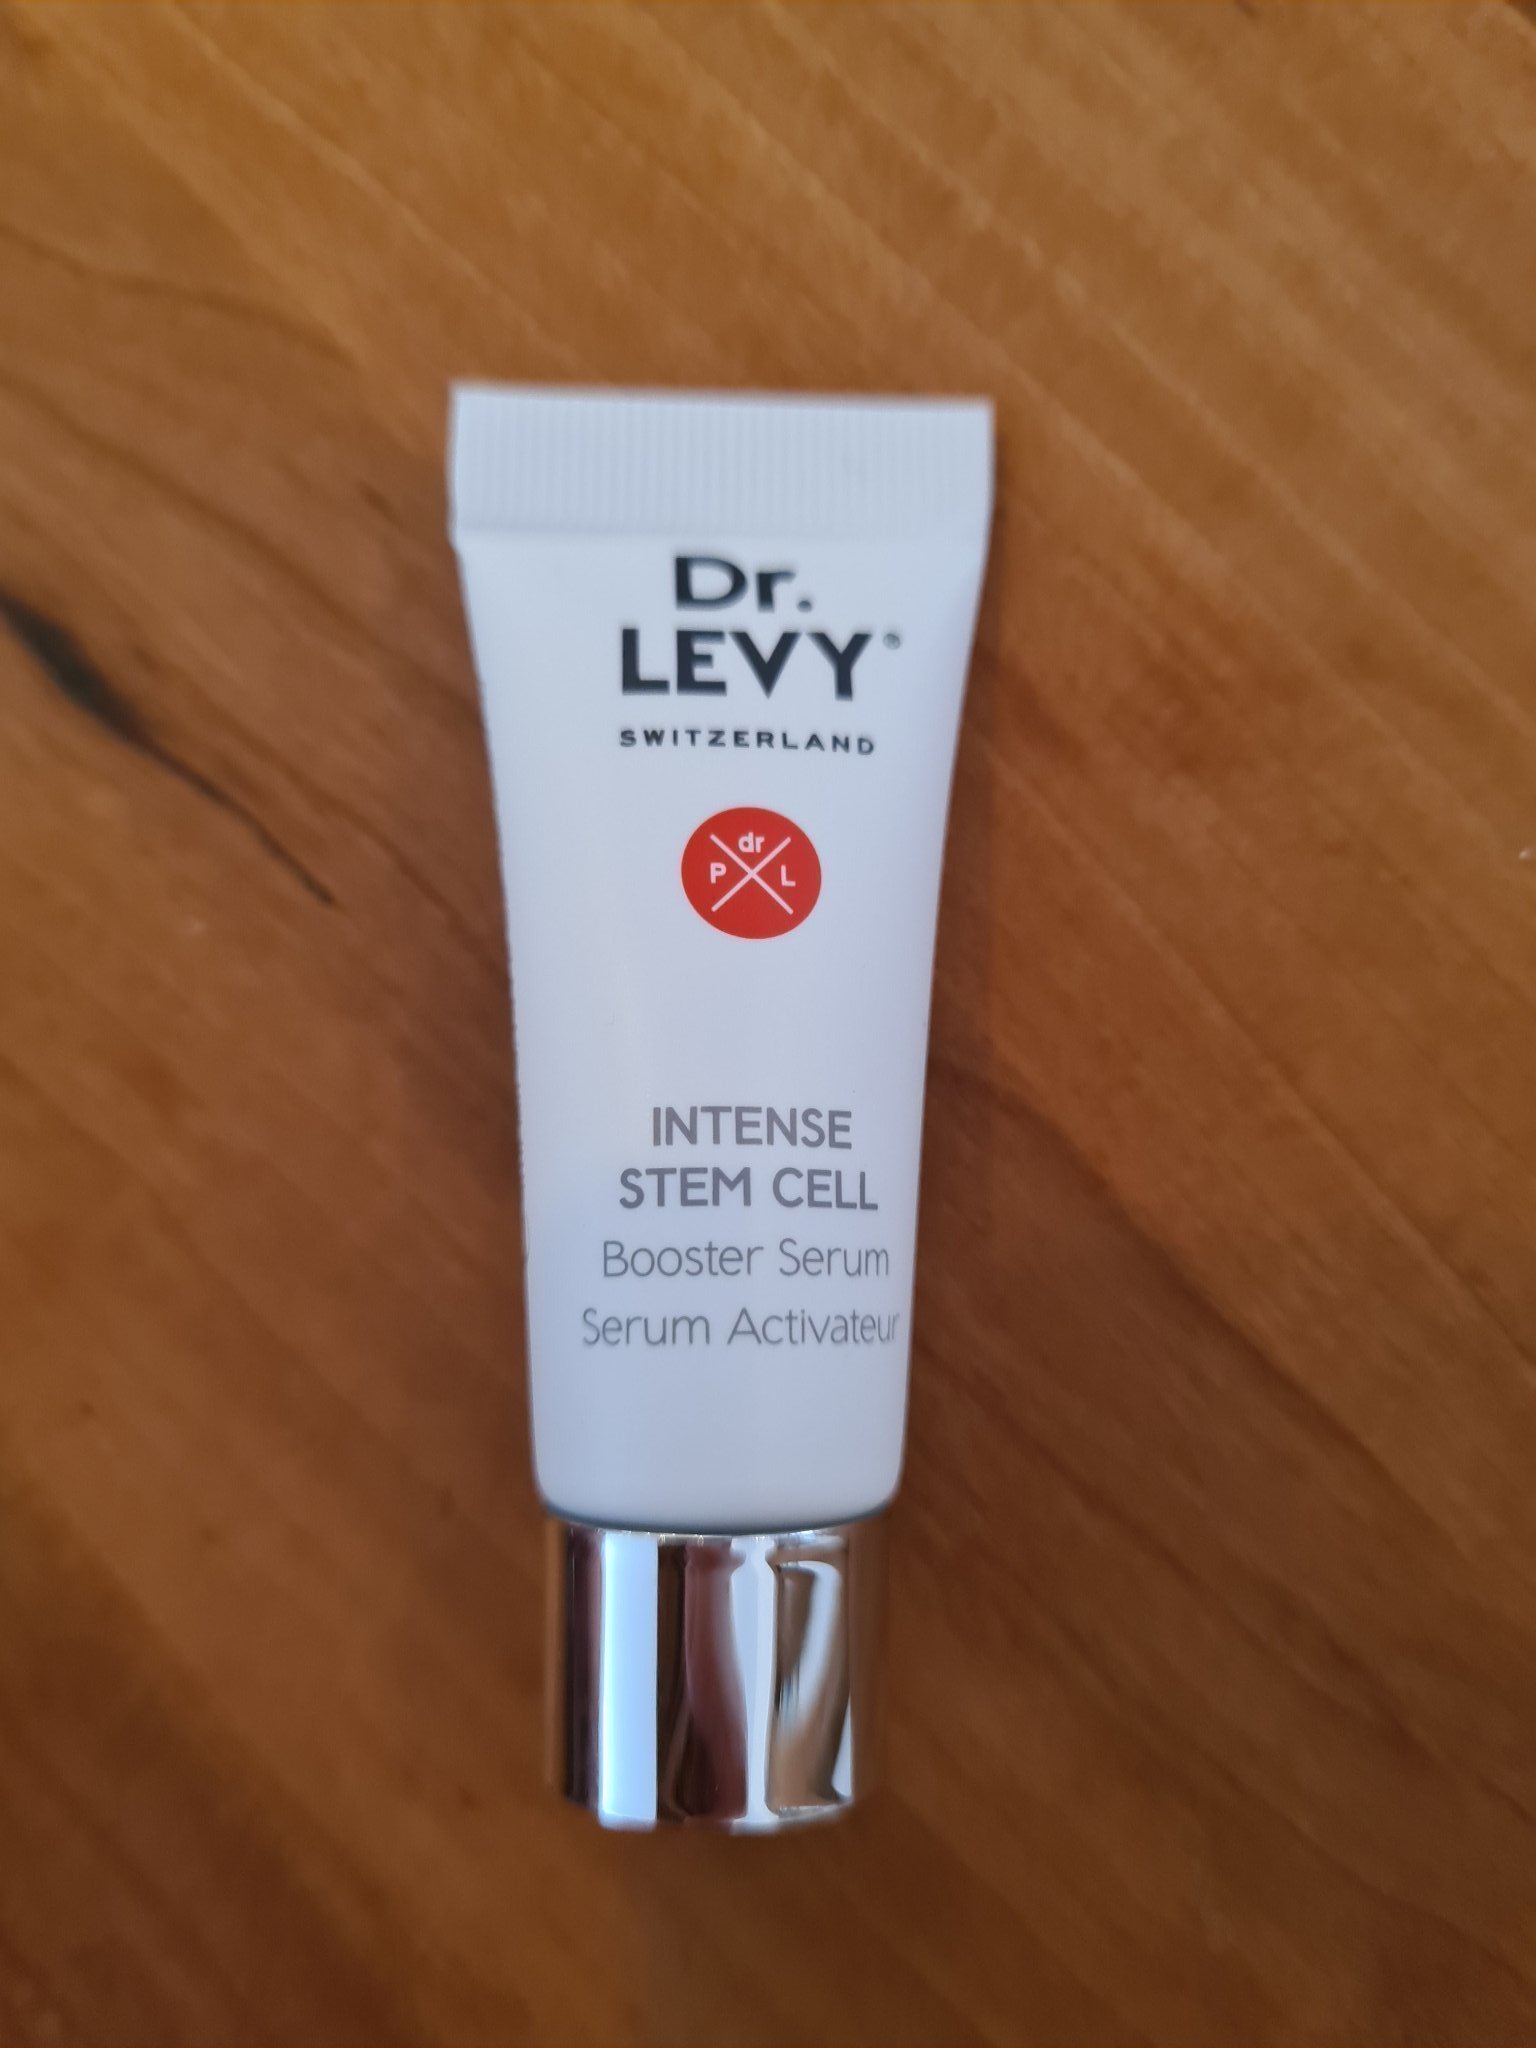 Dr.
LEVY®
SWITZERLAND
dr
P L
INTENSE
STEM CELL
Booster Serum
Serum Activateur